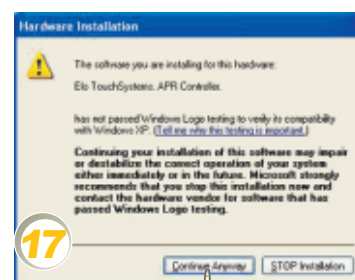 Hardware Installation
The software you are installing for this hardware:
Elo TouchSystems, APR Controller.
has not passed Windows Logo testing to verify its compatibility
with Windows XP. (Tell me why this testing is important.)
Continuing your installation of this software may impair
or destabilize the correct operation of your system
either immediately or in the future. Microsoft strongly
recommends that you stop this installation now and
contact the hardware vendor for software that has
passed Windows Logo testing.
17
Continue Anyway
STOP Installation